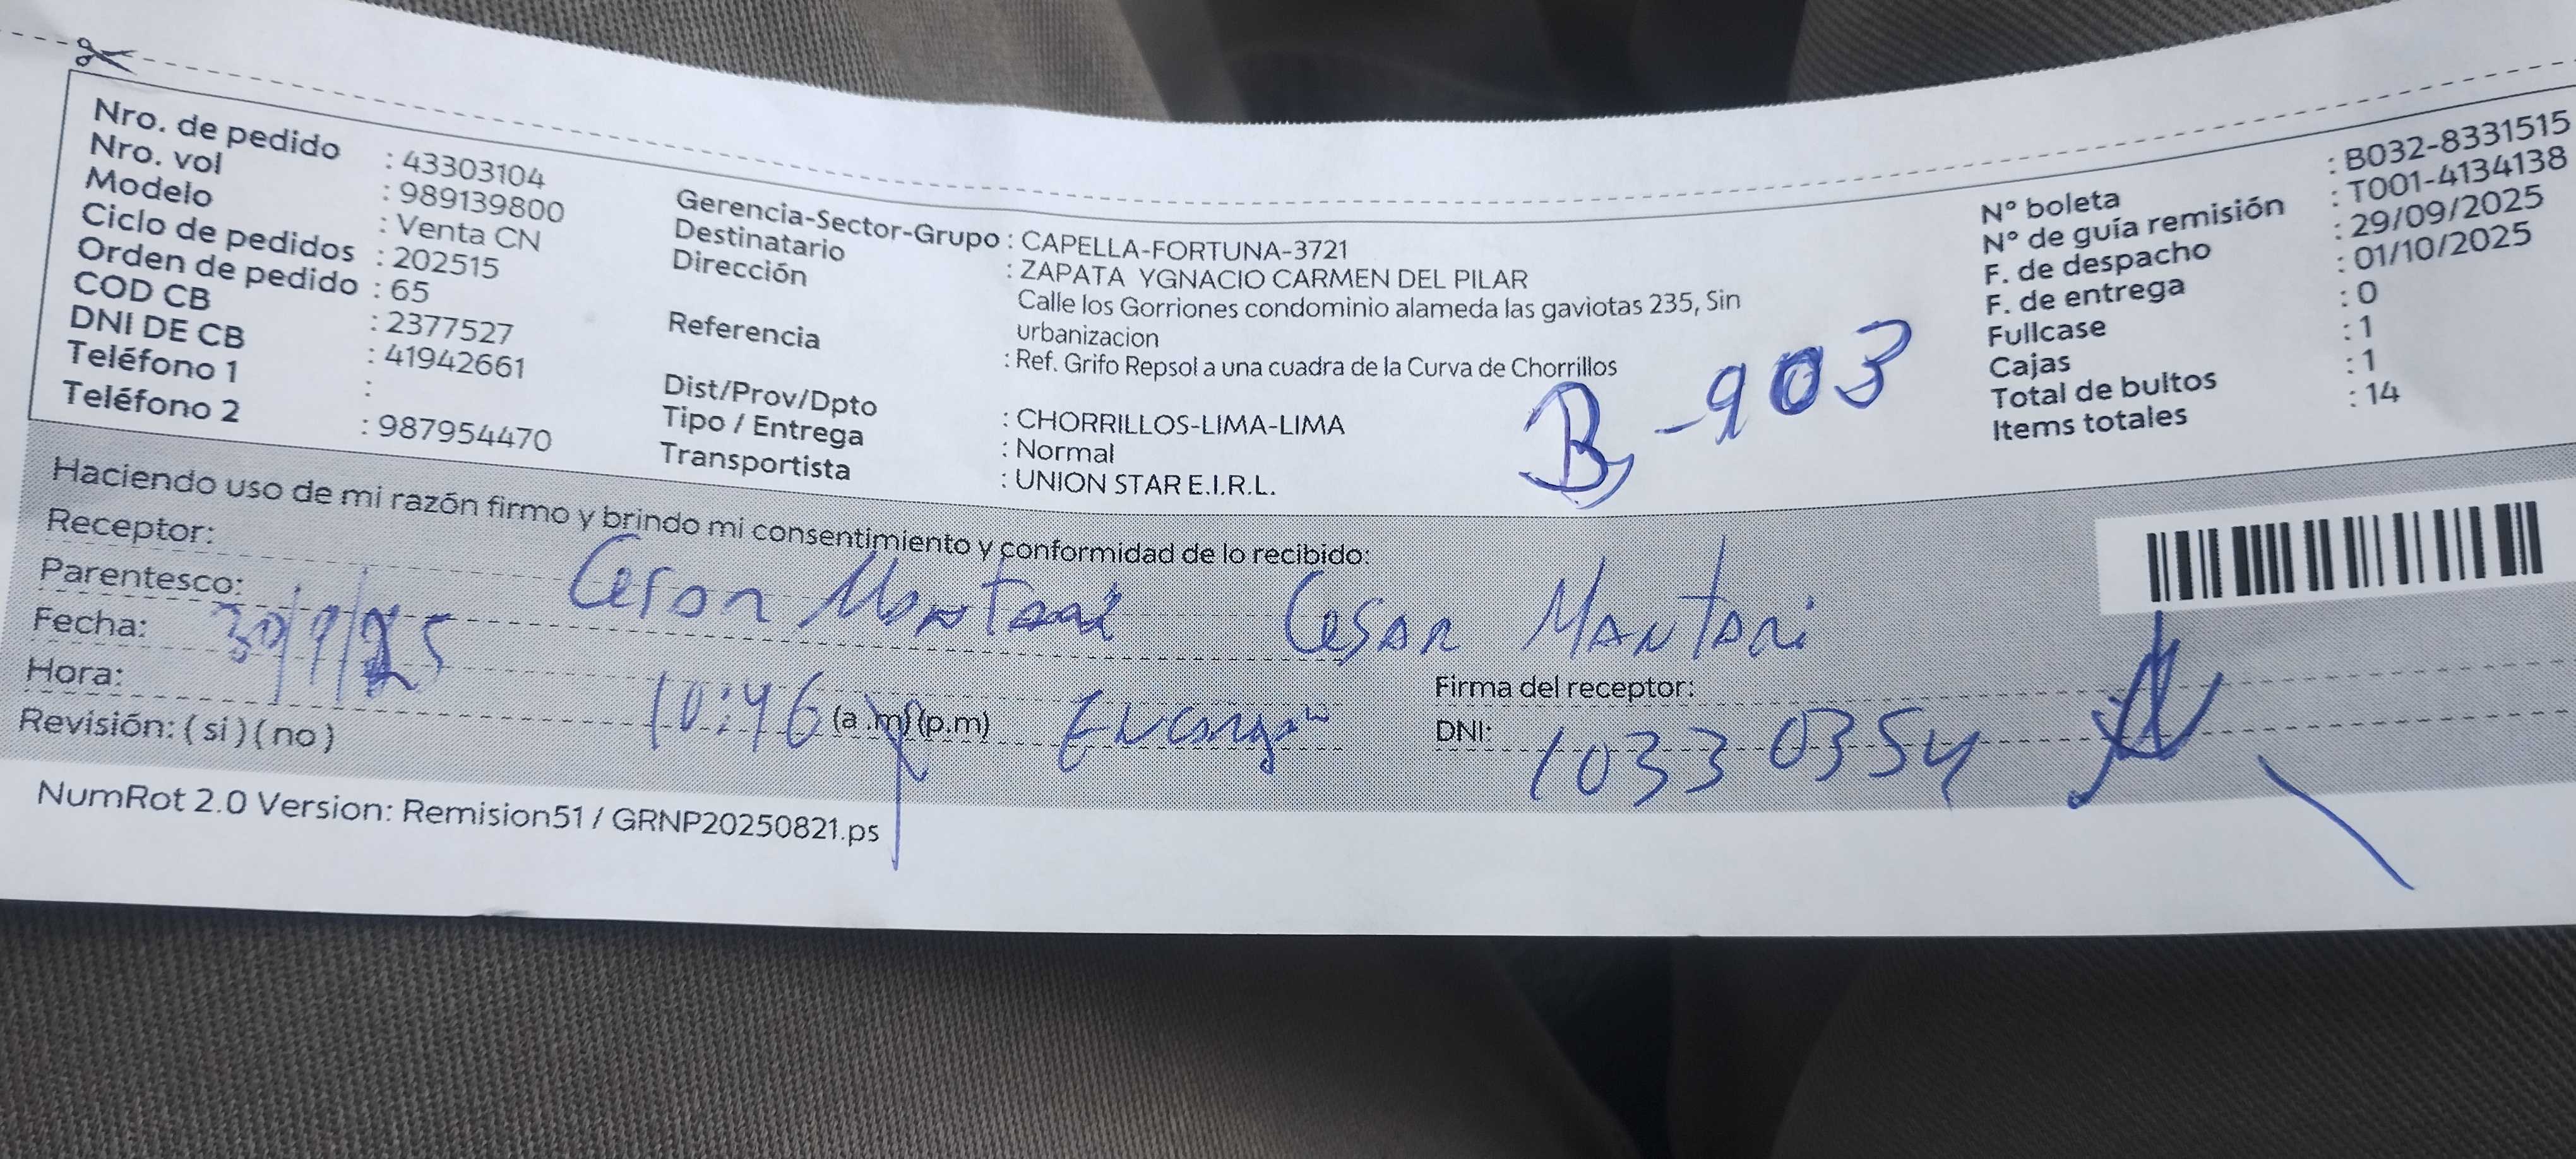 Nro. de pedido : 43303104
Nro. vol : 989139800
Modelo : Venta CN
Ciclo de pedidos : 202515
Orden de pedido : 65
COD CB : 2377527
DNI DE CB : 41942661
Teléfono 1 :
Teléfono 2 : 987954470
Gerencia-Sector-Grupo : CAPELLA-FORTUNA-3721
Destinatario : ZAPATA YGNACIO CARMEN DEL PILAR
Dirección Calle los Gorriones condominio alameda las gaviotas 235, Sin
urbanizacion
Referencia : Ref. Grifo Repsol a una cuadra de la Curva de Chorrillos
Dist/Prov/Dpto : CHORRILLOS-LIMA-LIMA
Tipo / Entrega : Normal
Transportista : UNION STAR E.I.R.L.
B-903
N° boleta : B032-8331515
N° de guía remisión : T001-4134138
F. de despacho : 29/09/2025
F. de entrega : 01/10/2025
Fullcase : 0
Cajas : 1
Total de bultos : 1
Items totales : 14
Haciendo uso de mi razón firmo y brindo mi consentimiento y conformidad de lo recibido:
Receptor: Cesar Cesar Mantari
Parentesco:
Fecha: 30/9/25
Hora: 10:46 (a .m) (p.m)
Revisión: ( si ) ( no )
Firma del receptor:
DNI: 10330354
NumRot 2.0 Version: Remision51 / GRNP20250821.ps